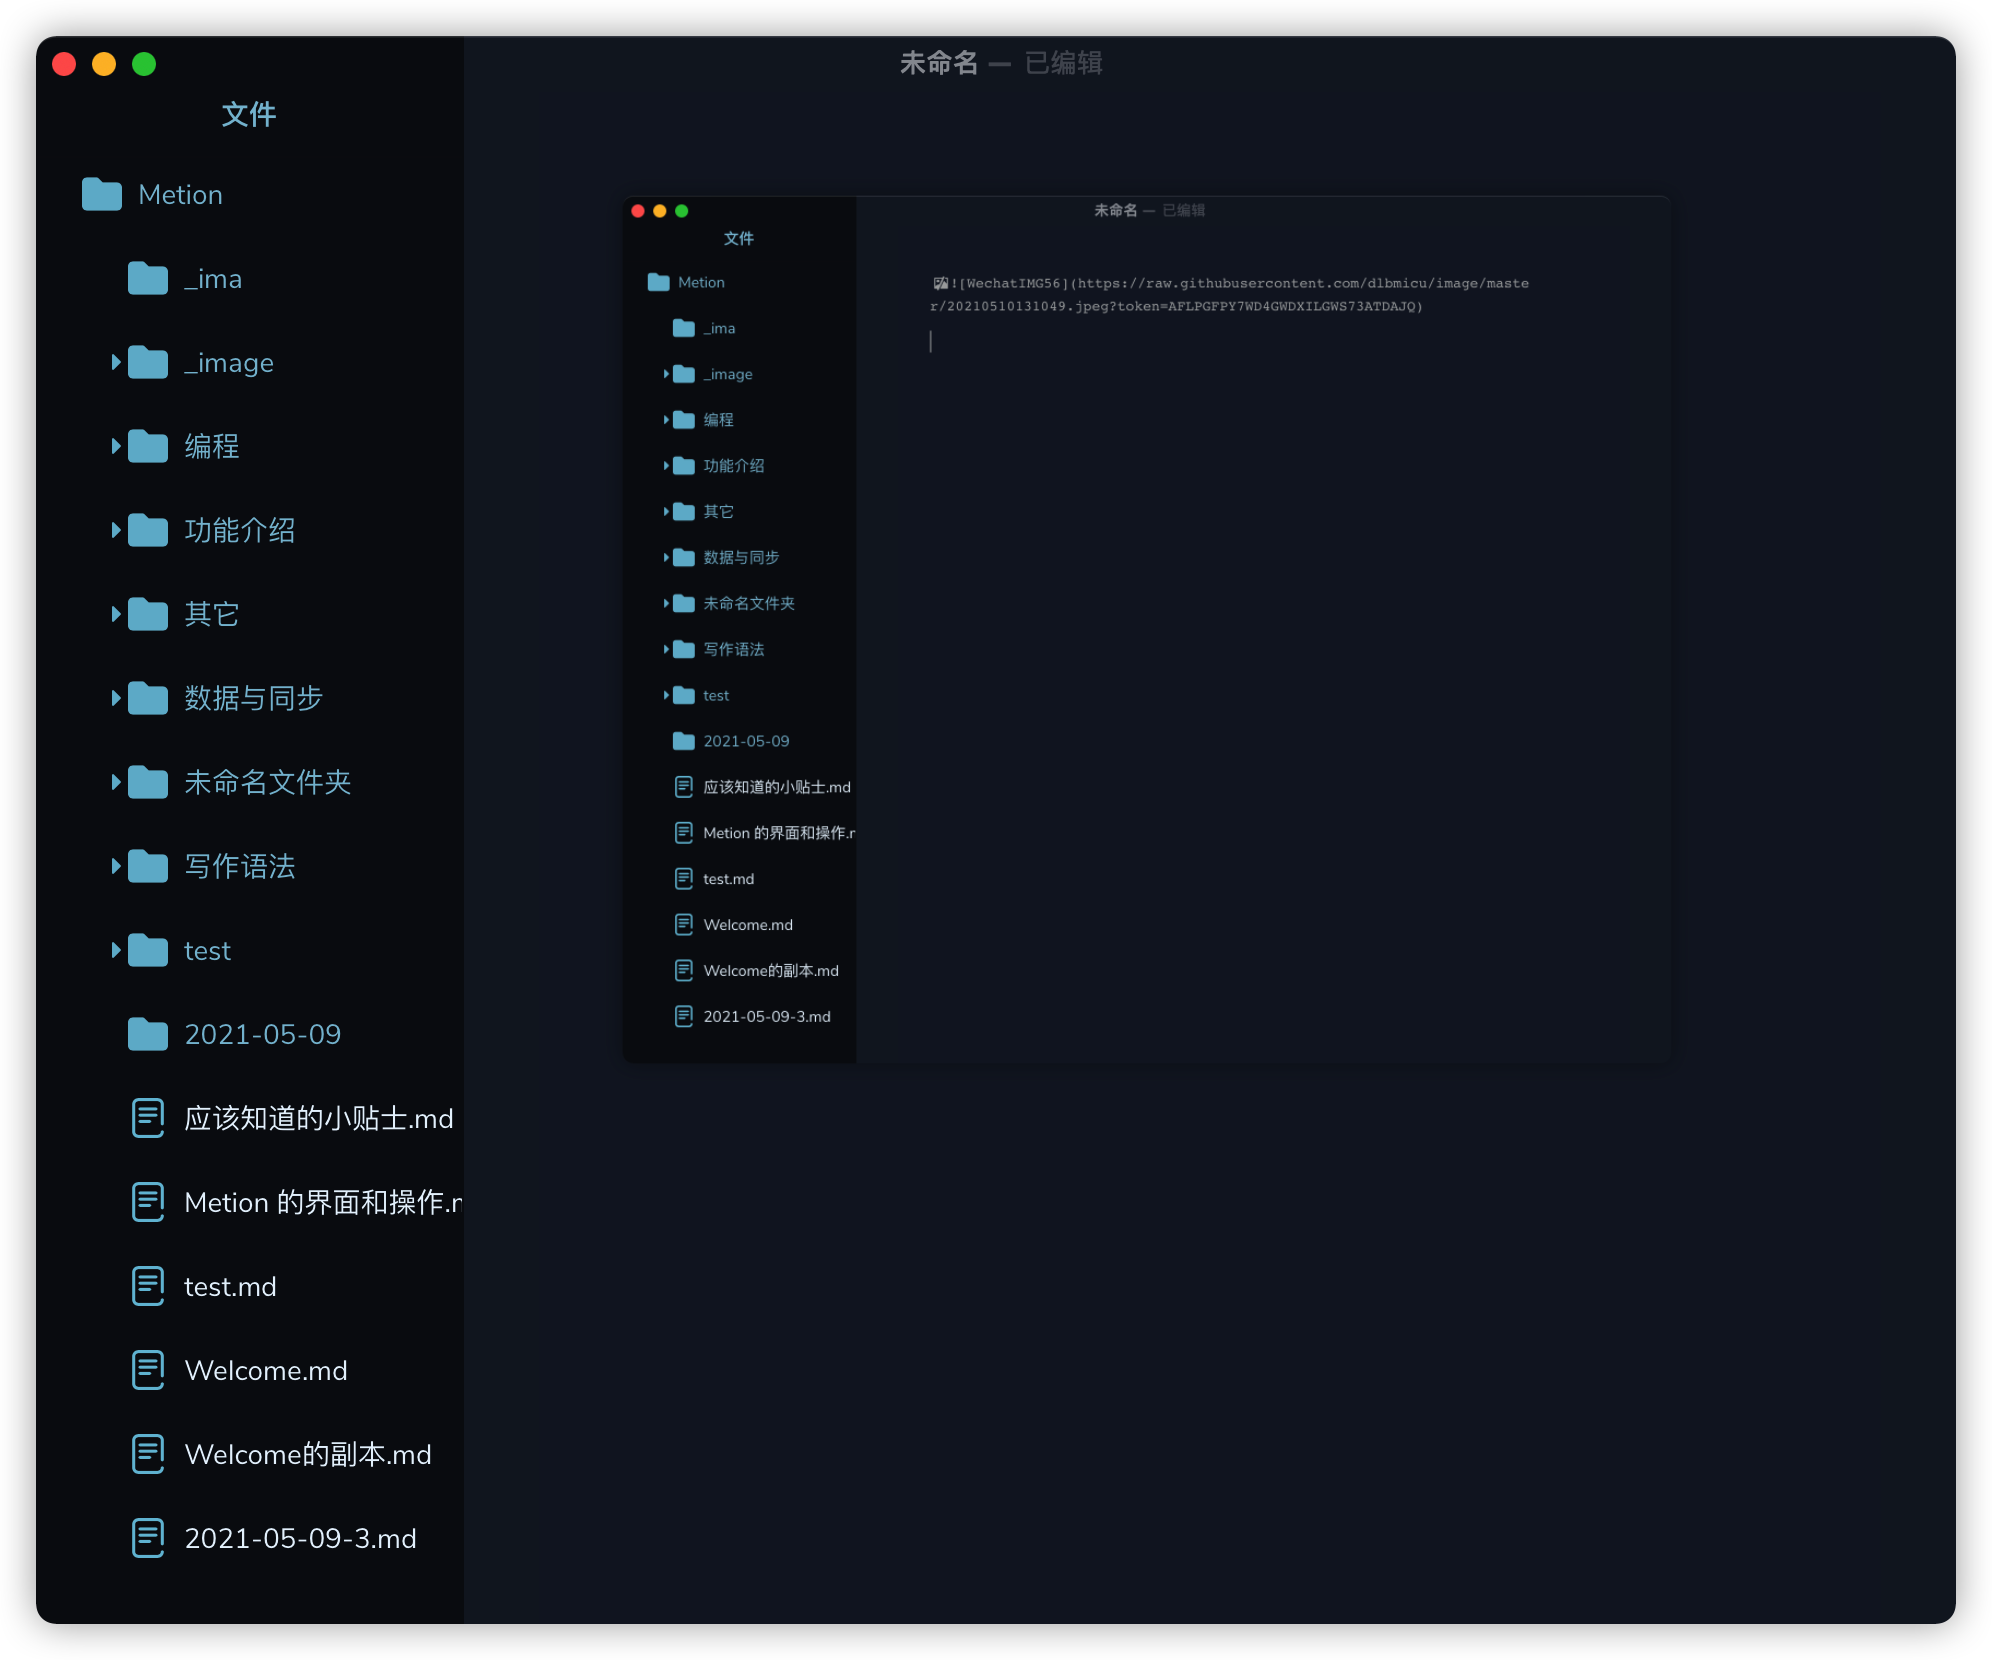 未命名 — 已编辑
文件
Metion
_ima
_image
编程
功能介绍
其它
数据与同步
未命名文件夹
写作语法
test
2021-05-09
应该知道的小贴士.md
Metion 的界面和操作.
test.md
Welcome.md
Welcome的副本.md
2021-05-09-3.md
未命名 — 已编辑
文件
Metion
_ima
_image
编程
功能介绍
其它
数据与同步
未命名文件夹
写作语法
test
2021-05-09
应该知道的小贴士.md
Metion 的界面和操作.
test.md
Welcome.md
Welcome的副本.md
2021-05-09-3.md
![WechatIMG56](https://raw.githubusercontent.com/dlbmicu/image/maste
r/20210510131049.jpeg?token=AFLPGFPY7WD4GWDXILGWS73ATDAJQ)